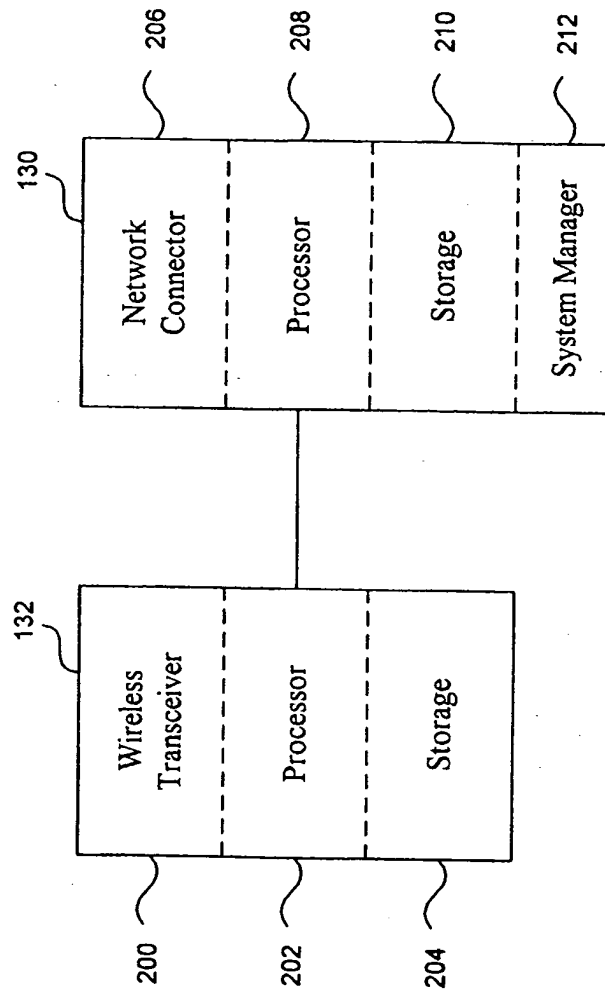 132
Wireless
Transceiver
Processor
Storage
200
202
204
130
Network
Connector
Processor
Storage
System Manager
206
208
210
212